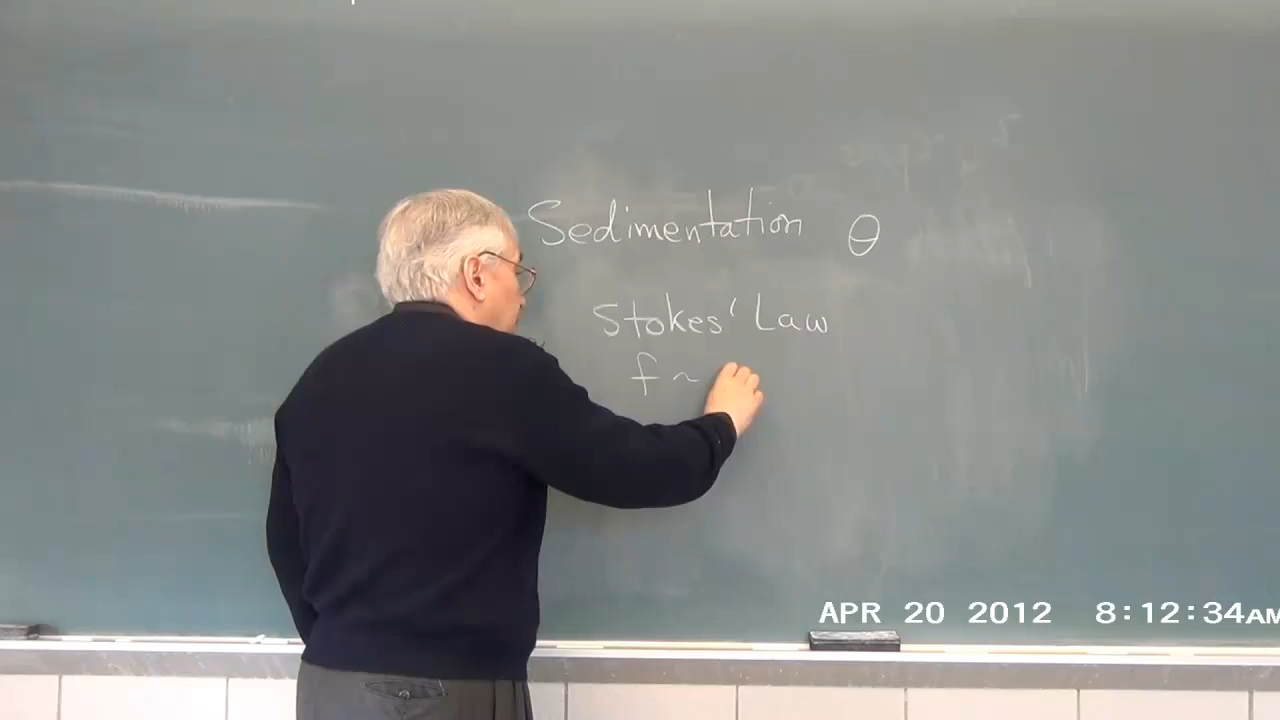 Sedimentation θ
Stokes' Law
f ~
APR 20 2012 8:12:34AM